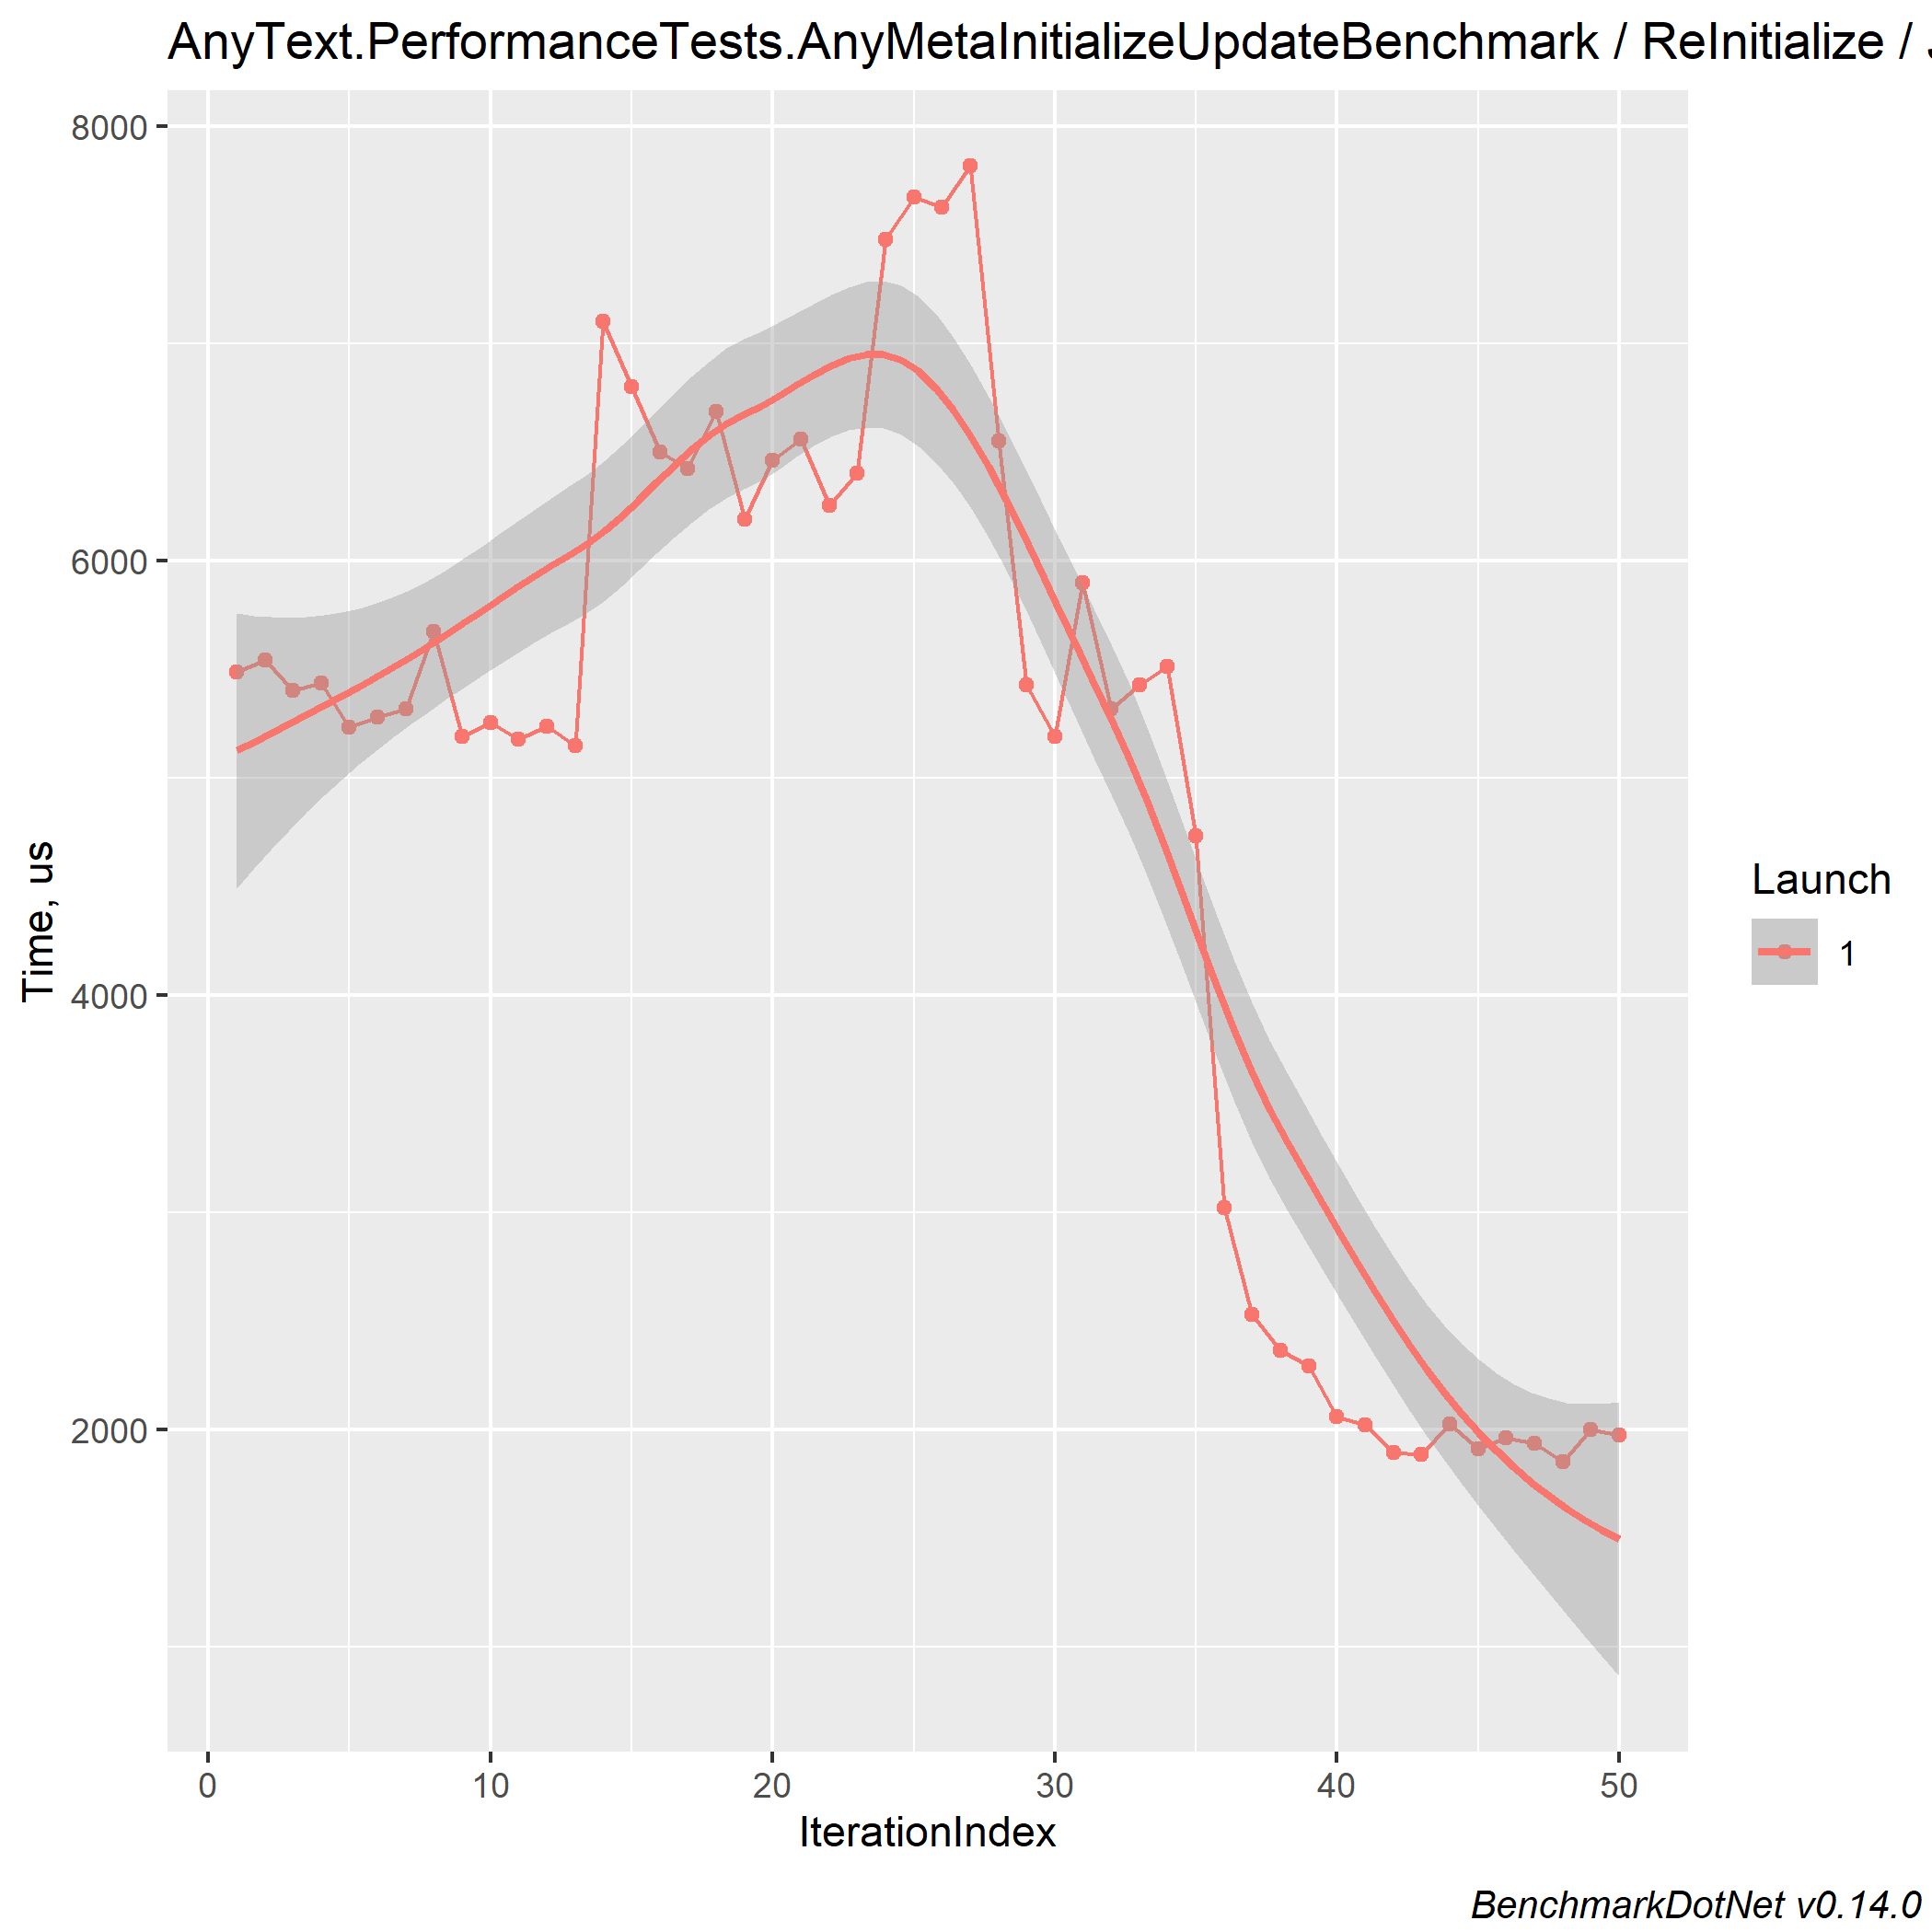 AnyText.PerformanceTests.AnyMetaInitializeUpdateBenchmark / ReInitialize /
8000
6000
4000
2000
Time, us
0 10 20 30 40 50
IterationIndex
Launch
1
BenchmarkDotNet v0.14.0